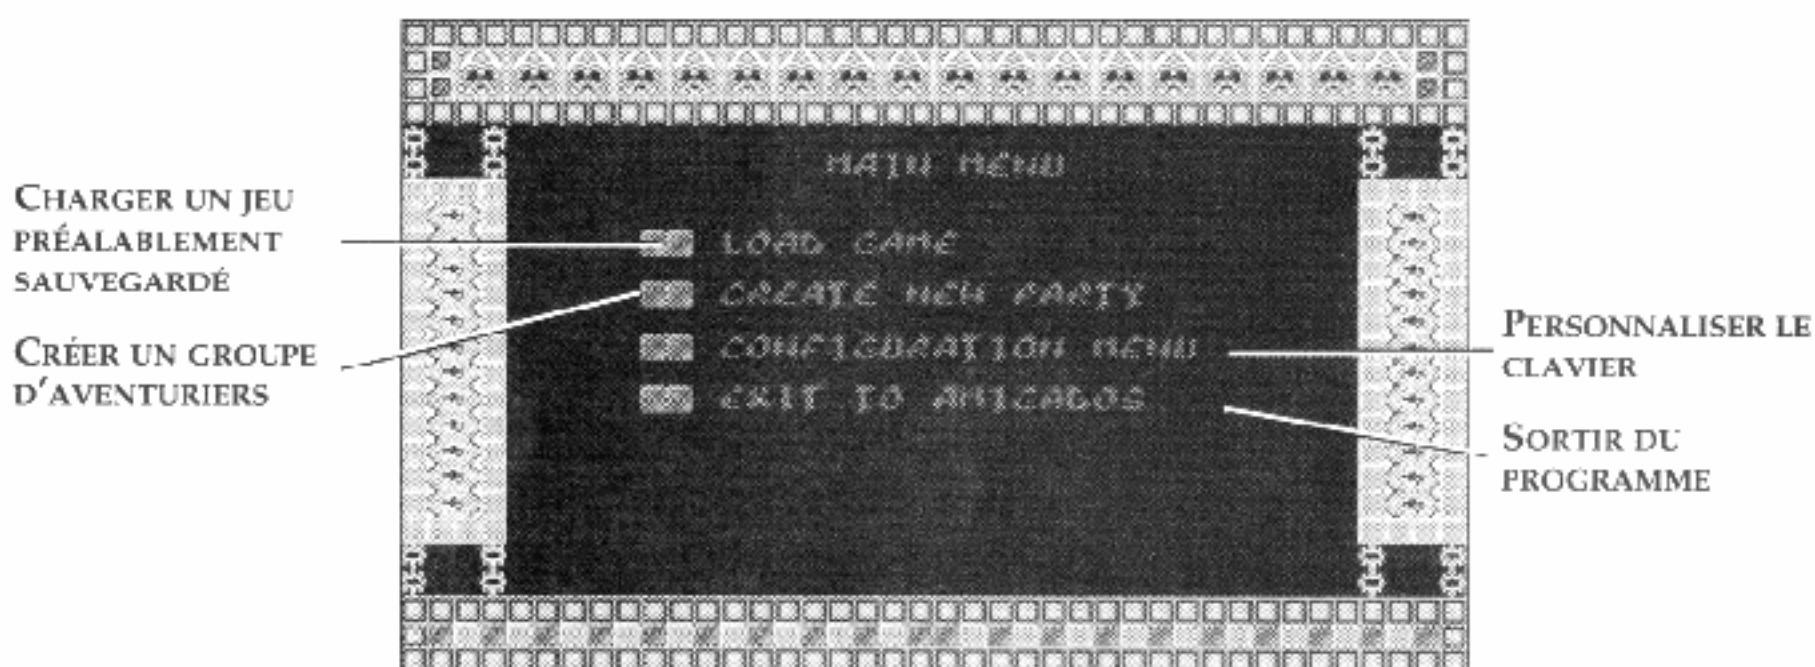 CHARGER UN JEU
PRÉALABLEMENT
SAUVEGARDÉ
CRÉER UN GROUPE
D'AVENTURIERS
MAIN MENU
LOAD GAME
CREATE NEW PARTY
CONFIGURATION MENU
EXIT TO AMIGADOS
PERSONNALISER LE
CLAVIER
SORTIR DU
PROGRAMME